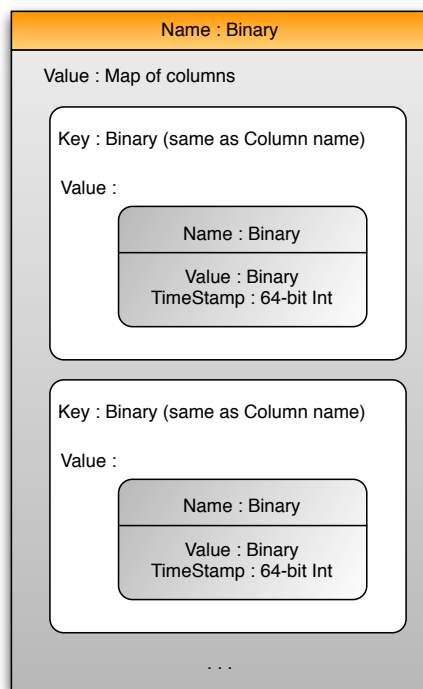 Name : Binary
Value : Map of columns
Key : Binary (same as Column name)
Value :
Name : Binary
Value : Binary
TimeStamp : 64-bit Int
Key : Binary (same as Column name)
Value :
Name : Binary
Value : Binary
TimeStamp : 64-bit Int
. . .